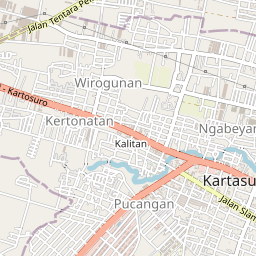 Jalan Tentara Pe
Wirogunan
- Kartosuro
Kertonatan
Ngabeyan
Kalitan
Kartasu
Pucangan
Jalan Slam